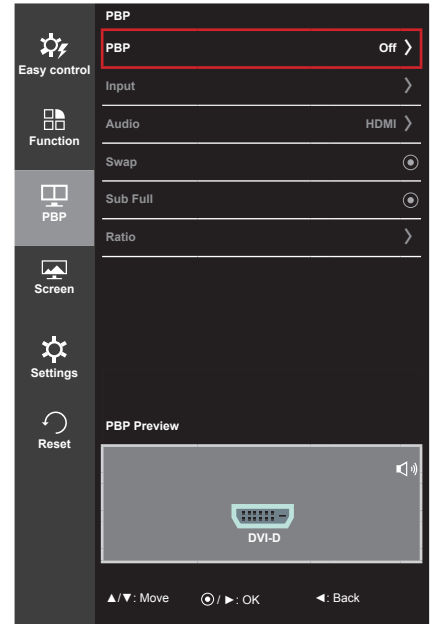 Easy control
Function
PBP
Screen
Settings
Reset
PBP
PBP Off
Input
Audio HDMI
Swap
Sub Full
Ratio
PBP Preview
DVI-D
▲/▼: Move ⦿/ ►: OK ◄: Back